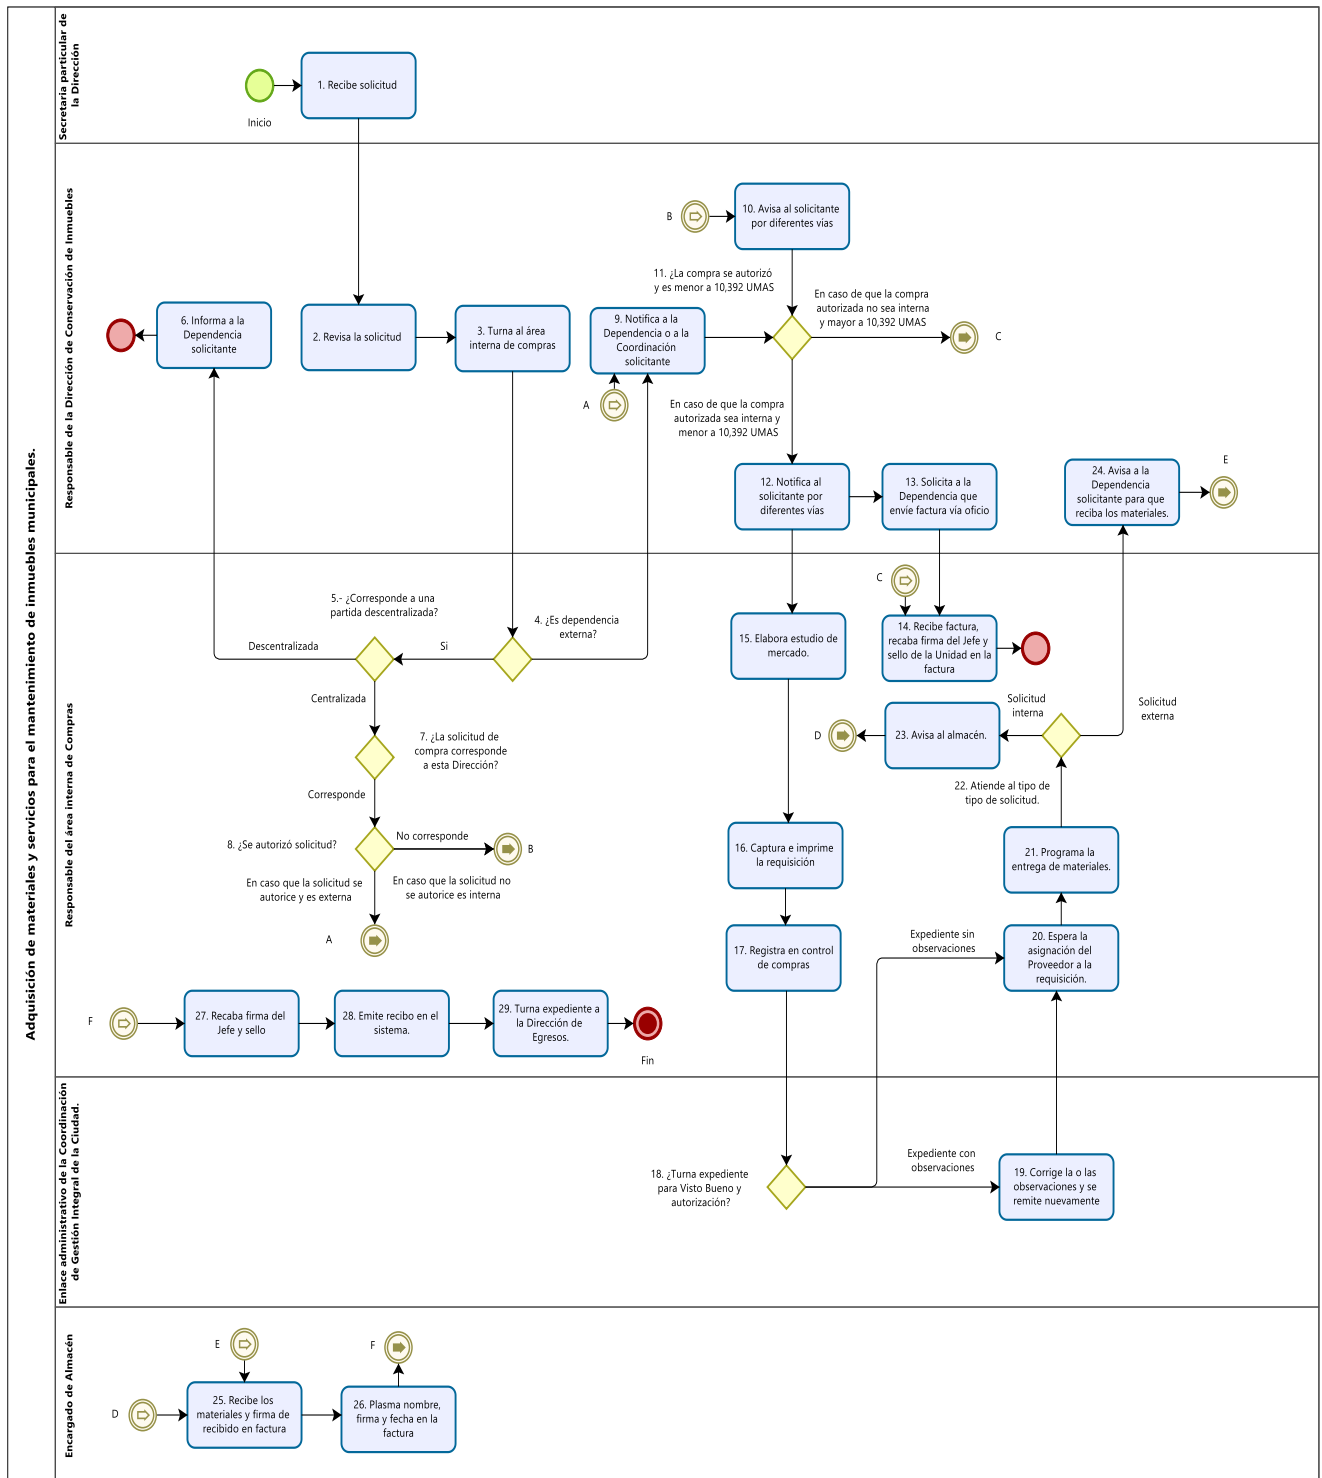 Adquisición de materiales y servicios para el mantenimiento de inmuebles municipales.
Secretaria particular de
la Dirección
Inicio
1. Recibe solicitud
Responsable de la Dirección de Conservación de Inmuebles
B
10. Avisa al solicitante
por diferentes vías
11. ¿La compra se autorizó
y es menor a 10,392 UMAS
En caso de que la compra
autorizada no sea interna
y mayor a 10,392 UMAS
C
6. Informa a la
Dependencia
solicitante
2. Revisa la solicitud
3. Turna al área
interna de compras
9. Notifica a la
Dependencia o a la
Coordinación
solicitante
A
En caso de que la compra
autorizada sea interna y
menor a 10,392 UMAS
12. Notifica al
solicitante por
diferentes vías
13. Solicita a la
Dependencia que
envíe factura vía oficio
24. Avisa a la
Dependencia
solicitante para que
reciba los materiales.
E
Responsable del área interna de Compras
5.- ¿Corresponde a una
partida descentralizada?
4. ¿Es dependencia
externa?
Descentralizada
Si
Centralizada
7. ¿La solicitud de
compra corresponde
a esta Dirección?
Corresponde
8. ¿Se autorizó solicitud?
No corresponde
B
En caso que la solicitud se
autorice y es externa
En caso que la solicitud no
se autorice es interna
A
C
15. Elabora estudio de
mercado.
14. Recibe factura,
recaba firma del Jefe y
sello de la Unidad en la
factura
Solicitud
interna
Solicitud
externa
D
23. Avisa al almacén.
22. Atiende al tipo de
tipo de solicitud.
16. Captura e imprime
la requisición
21. Programa la
entrega de materiales.
17. Registra en control
de compras
Expediente sin
observaciones
20. Espera la
asignación del
Proveedor a la
requisición.
F
27. Recaba firma del
Jefe y sello
28. Emite recibo en el
sistema.
29. Turna expediente a
la Dirección de
Egresos.
Fin
Enlace administrativo de la Coordinación
de Gestión Integral de la Ciudad.
18. ¿Turna expediente
para Visto Bueno y
autorización?
Expediente con
observaciones
19. Corrige la o las
observaciones y se
remite nuevamente
Encargado de Almacén
E
F
D
25. Recibe los
materiales y firma de
recibido en factura
26. Plasma nombre,
firma y fecha en la
factura